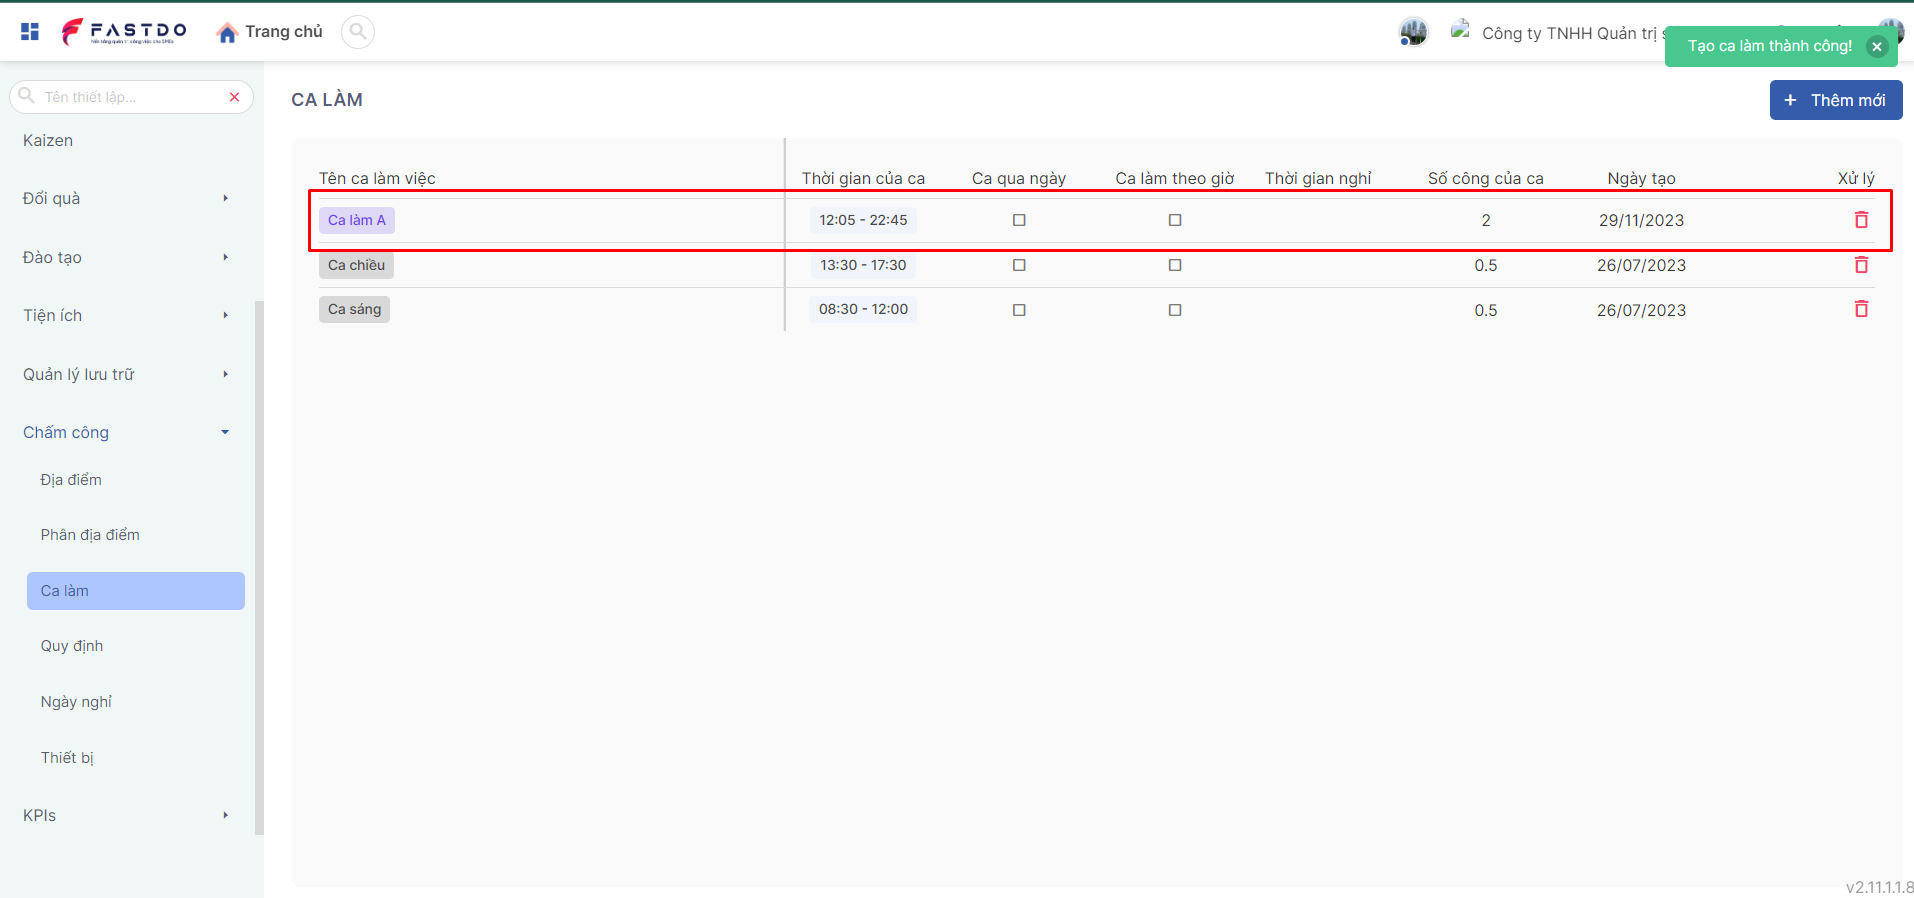 FASTDO
Trang chủ
Công ty TNHH Quản trị
Tạo ca làm thành công!
Tên thiết lập...
CA LÀM
+ Thêm mới
Kaizen
Đổi quà
Đào tạo
Tiện ích
Quản lý lưu trữ
Chấm công
Địa điểm
Phân địa điểm
Ca làm
Quy định
Ngày nghỉ
Thiết bị
KPIs
Tên ca làm việc Thời gian của ca Ca qua ngày Ca làm theo giờ Thời gian nghỉ Số công của ca Ngày tạo Xử lý
Ca làm A 12:05 - 22:45 2 29/11/2023
Ca chiều 13:30 - 17:30 0.5 26/07/2023
Ca sáng 08:30 - 12:00 0.5 26/07/2023
v2.11.1.1.8